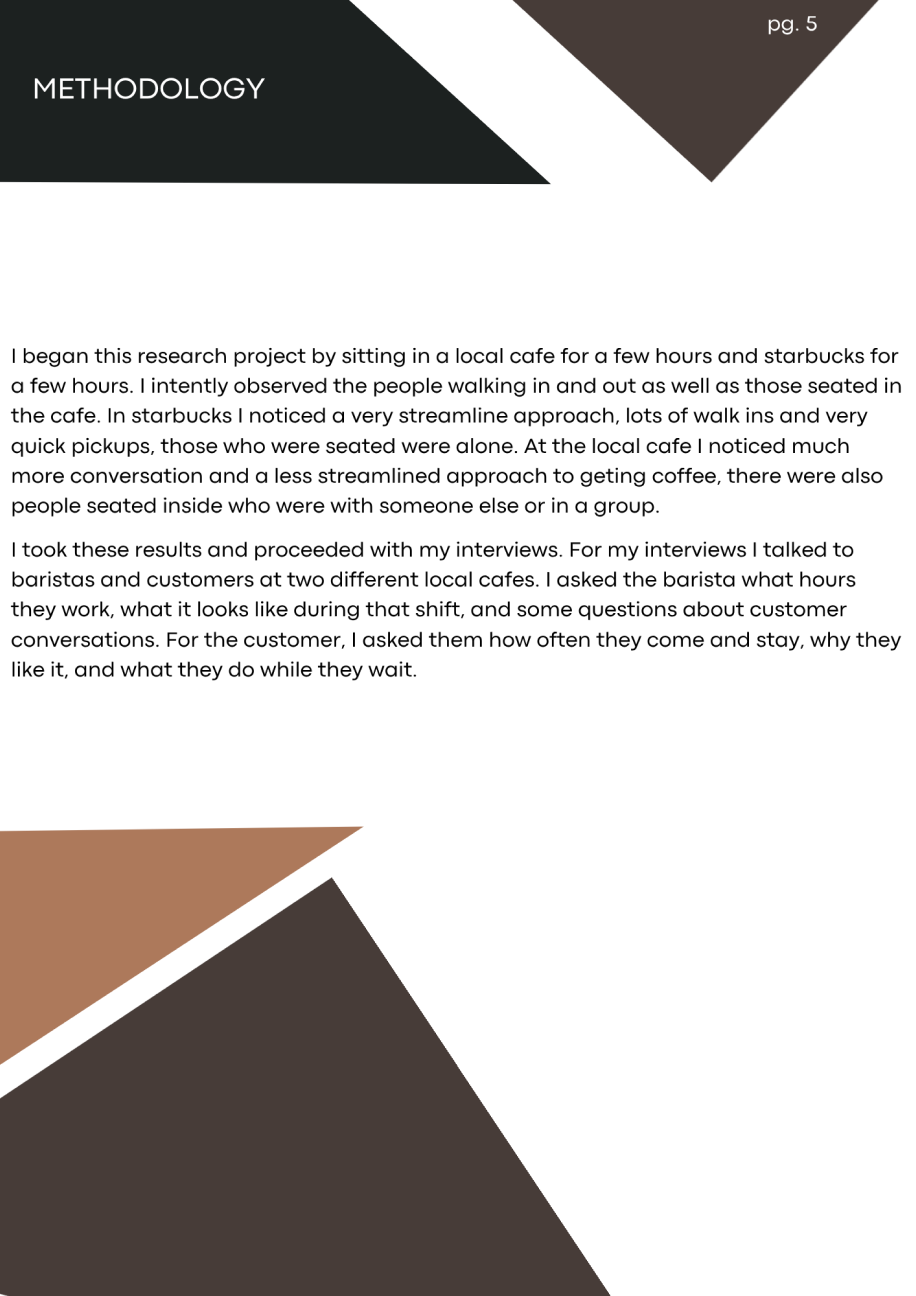 pg. 5
METHODOLOGY
I began this research project by sitting in a local cafe for a few hours and starbucks for
a few hours. I intently observed the people walking in and out as well as those seated in
the cafe. In starbucks I noticed a very streamline approach, lots of walk ins and very
quick pickups, those who were seated were alone. At the local cafe I noticed much
more conversation and a less streamlined approach to geting coffee, there were also
people seated inside who were with someone else or in a group.
I took these results and proceeded with my interviews. For my interviews I talked to
baristas and customers at two different local cafes. I asked the barista what hours
they work, what it looks like during that shift, and some questions about customer
conversations. For the customer, I asked them how often they come and stay, why they
like it, and what they do while they wait.